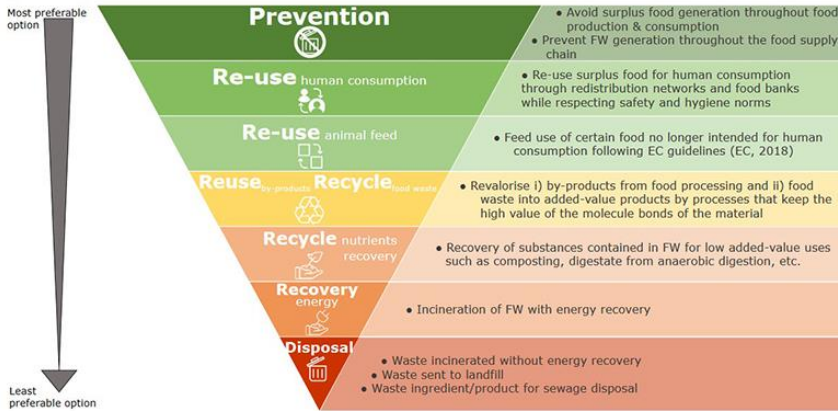 Most preferable
option
Prevention
● Avoid surplus food generation throughout food
production & consumption
● Prevent FW generation throughout the food supply
chain
Re-use human consumption
● Re-use surplus food for human consumption
through redistribution networks and food banks
while respecting safety and hygiene norms
Re-use animal feed
● Feed use of certain food no longer intended for human
consumption following EC guidelines (EC, 2018)
Reuse by-products Recycle food waste
● Revalorise i) by-products from food processing and ii) food
waste into added-value products by processes that keep the
high value of the molecule bonds of the material
Recycle nutrients
recovery
● Recovery of substances contained in FW for low added-value uses
such as composting, digestate from anaerobic digestion, etc.
Recovery
energy
● Incineration of FW with energy recovery
Disposal
● Waste incinerated without energy recovery
● Waste sent to landfill
● Waste ingredient/product for sewage disposal
Least
preferable option